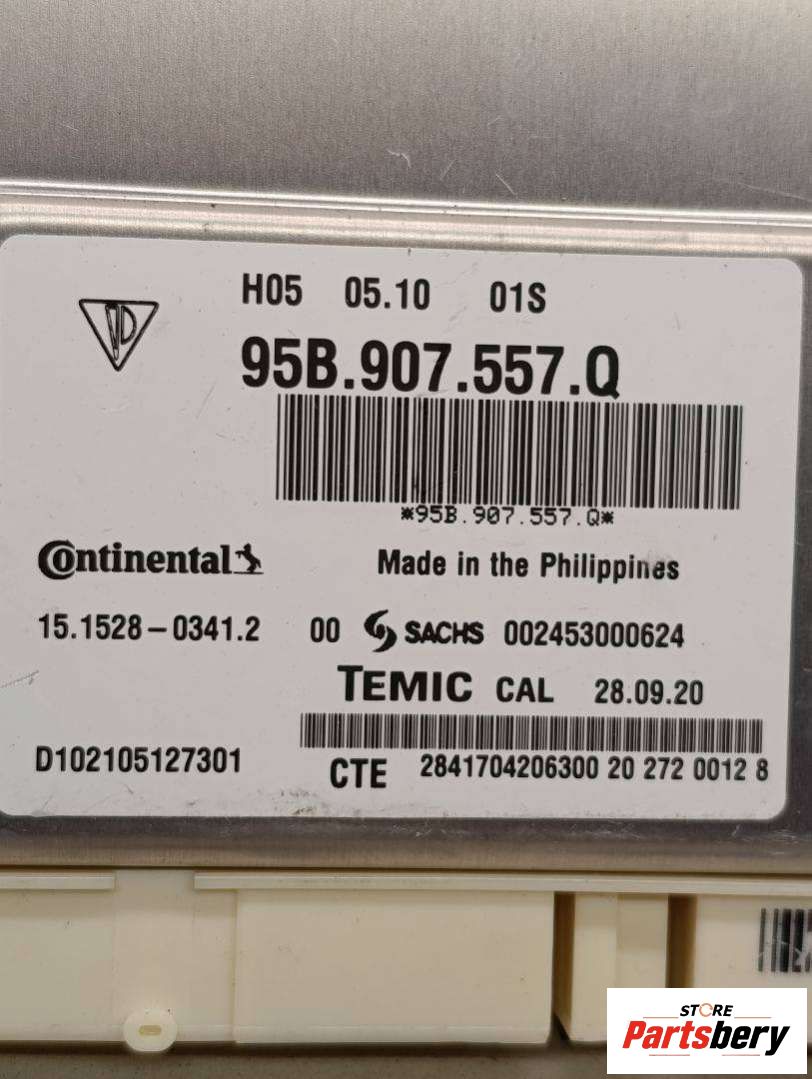 H05 05.10 01S
95B.907.557.Q
*95B.907.557.Q*
Continental Made in the Philippines
15.1528-0341.2 00 SACHS 002453000624
TEMIC CAL 28.09.20
D102105127301 CTE 2841704206300 20 272 0012 8
STORE
Partsbery